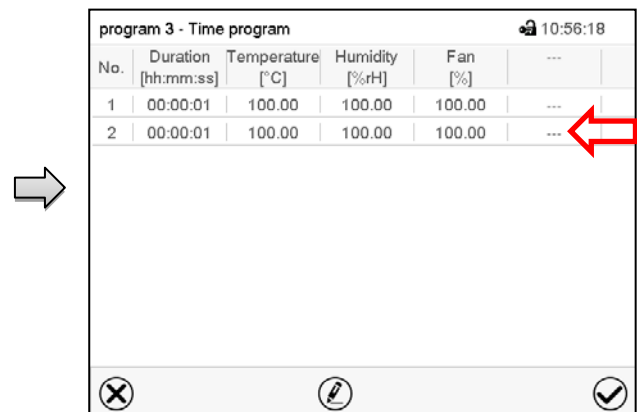 program 3 - Time program 10:56:18
No. Duration [hh:mm:ss] Temperature [°C] Humidity [%rH] Fan [%] ---
1 00:00:01 100.00 100.00 100.00 ---
2 00:00:01 100.00 100.00 100.00 ---